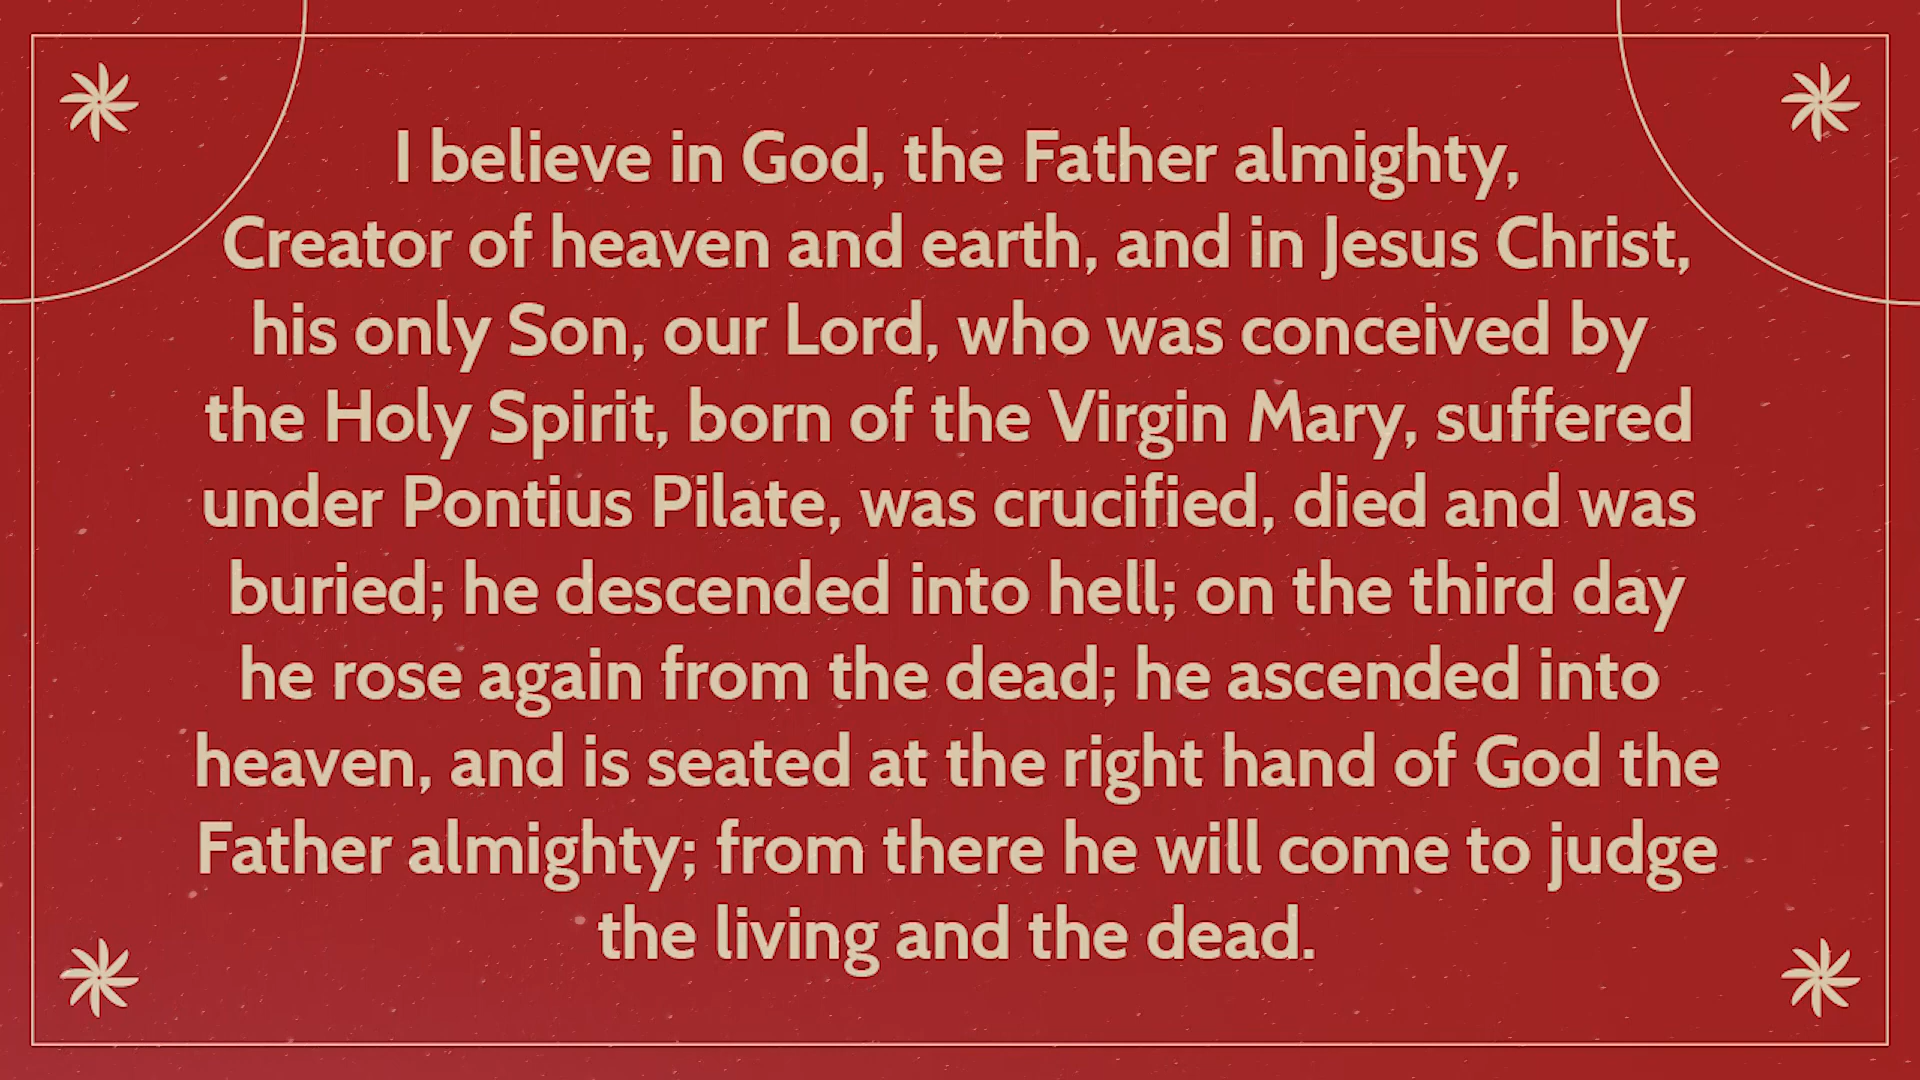 I believe in God, the Father almighty,
Creator of heaven and earth, and in Jesus Christ,
his only Son, our Lord, who was conceived by
the Holy Spirit, born of the Virgin Mary, suffered
under Pontius Pilate, was crucified, died and was
buried; he descended into hell; on the third day
he rose again from the dead; he ascended into
heaven, and is seated at the right hand of God the
Father almighty; from there he will come to judge
the living and the dead.